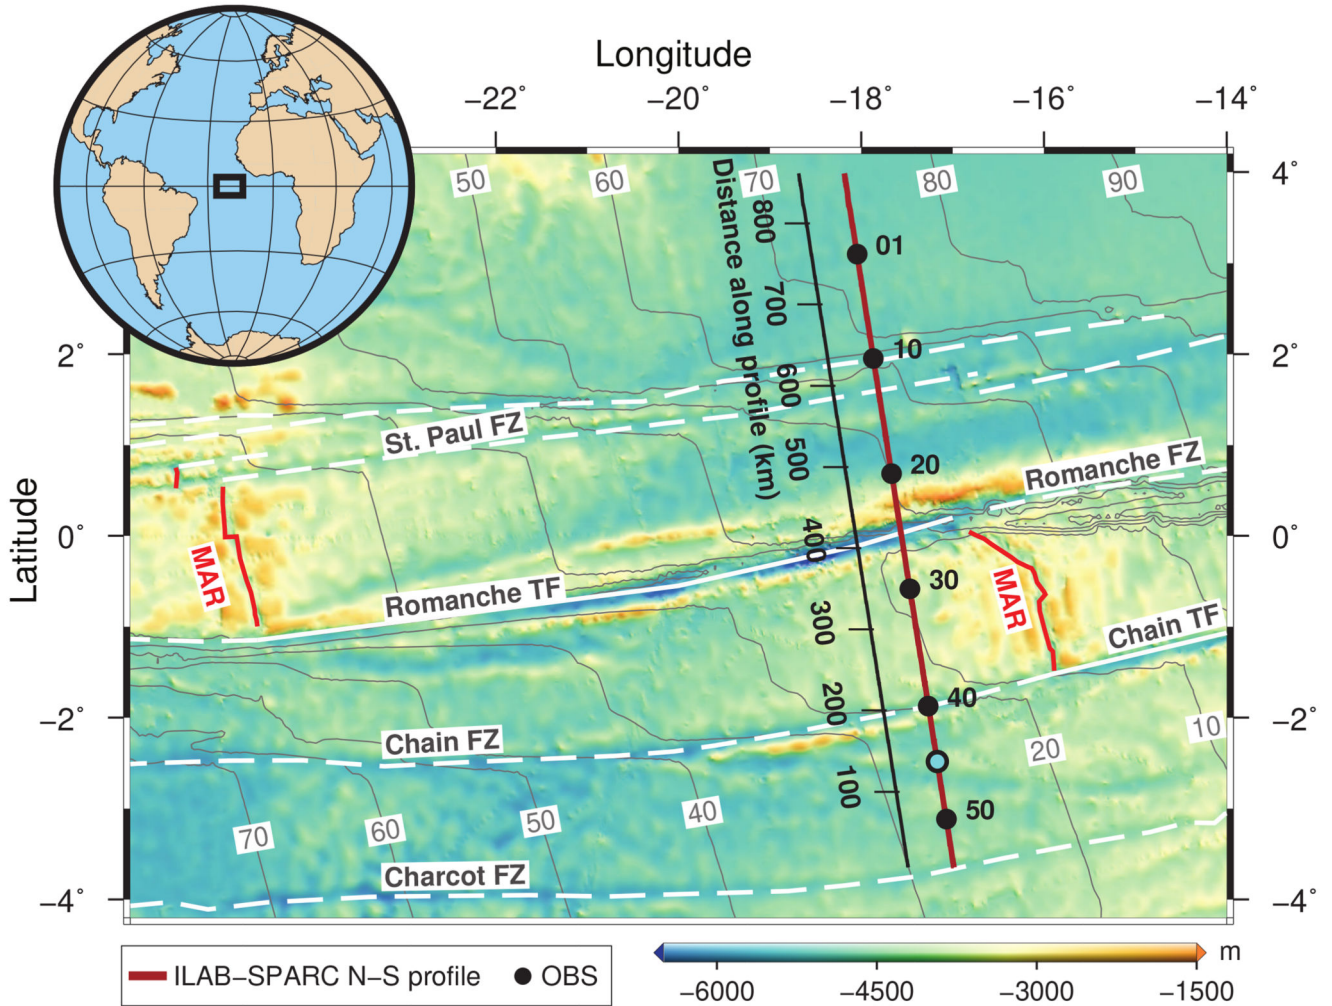 Longitude
−22˚ −20˚ −18˚ −16˚ −14˚
50 60 70 80 90
4˚
Distance along profile (km)
800
01
700
2˚ 10 2˚
600
St. Paul FZ
500
20
Romanche FZ
Latitude
0˚ 0˚
400
MAR
Romanche TF
30
MAR
300
Chain TF
40
200
−2˚ −2˚
Chain FZ
20 10
100
50
70 60 50 40
Charcot FZ
−4˚ −4˚
ILAB−SPARC N−S profile OBS
m
−6000 −4500 −3000 −1500